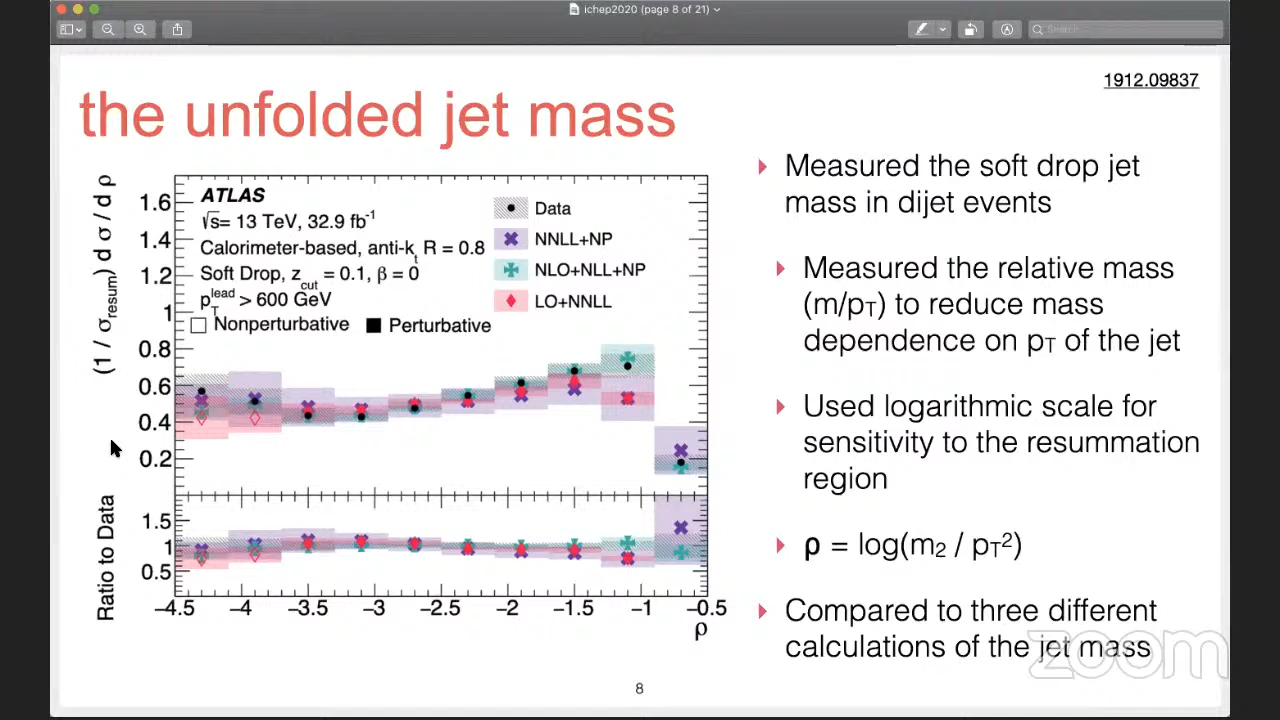 ichep2020 (page 8 of 21)
Search
1912.09837
the unfolded jet mass
(1 / σresum) d σ / d ρ
1.6
1.4
1.2
1
0.8
0.6
0.4
0.2
ATLAS
√s= 13 TeV, 32.9 fb-1
Calorimeter-based, anti-kt R = 0.8
Soft Drop, zcut = 0.1, β = 0
pTlead > 600 GeV
Nonperturbative Perturbative
Data
NNLL+NP
NLO+NLL+NP
LO+NNLL
Ratio to Data
1.5
1
0.5
−4.5 −4 −3.5 −3 −2.5 −2 −1.5 −1 −0.5
ρ
Measured the soft drop jet
mass in dijet events
Measured the relative mass
(m/pT) to reduce mass
dependence on pT of the jet
Used logarithmic scale for
sensitivity to the resummation
region
ρ = log(m2 / pT2)
Compared to three different
calculations of the jet mass
zoom
8